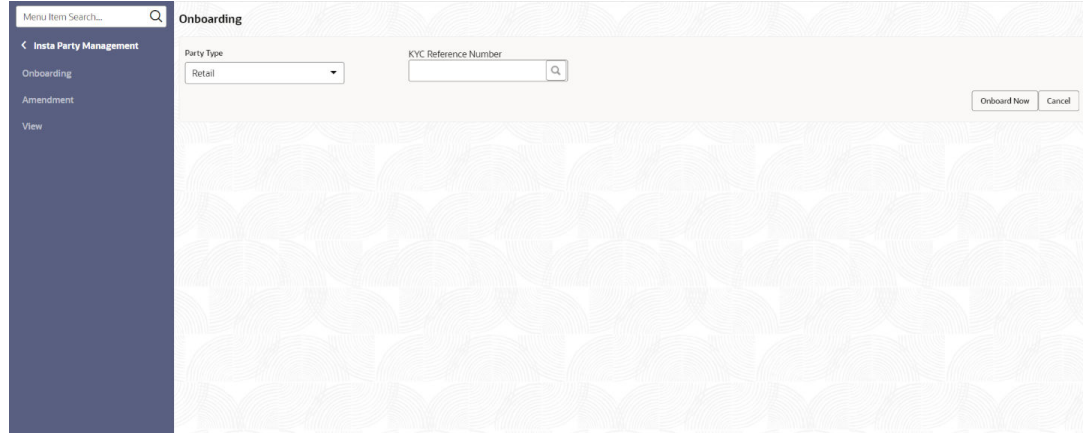 Menu Item Search...
Insta Party Management
Onboarding
Amendment
View
Onboarding
Party Type
Retail
KYC Reference Number
Onboard Now
Cancel